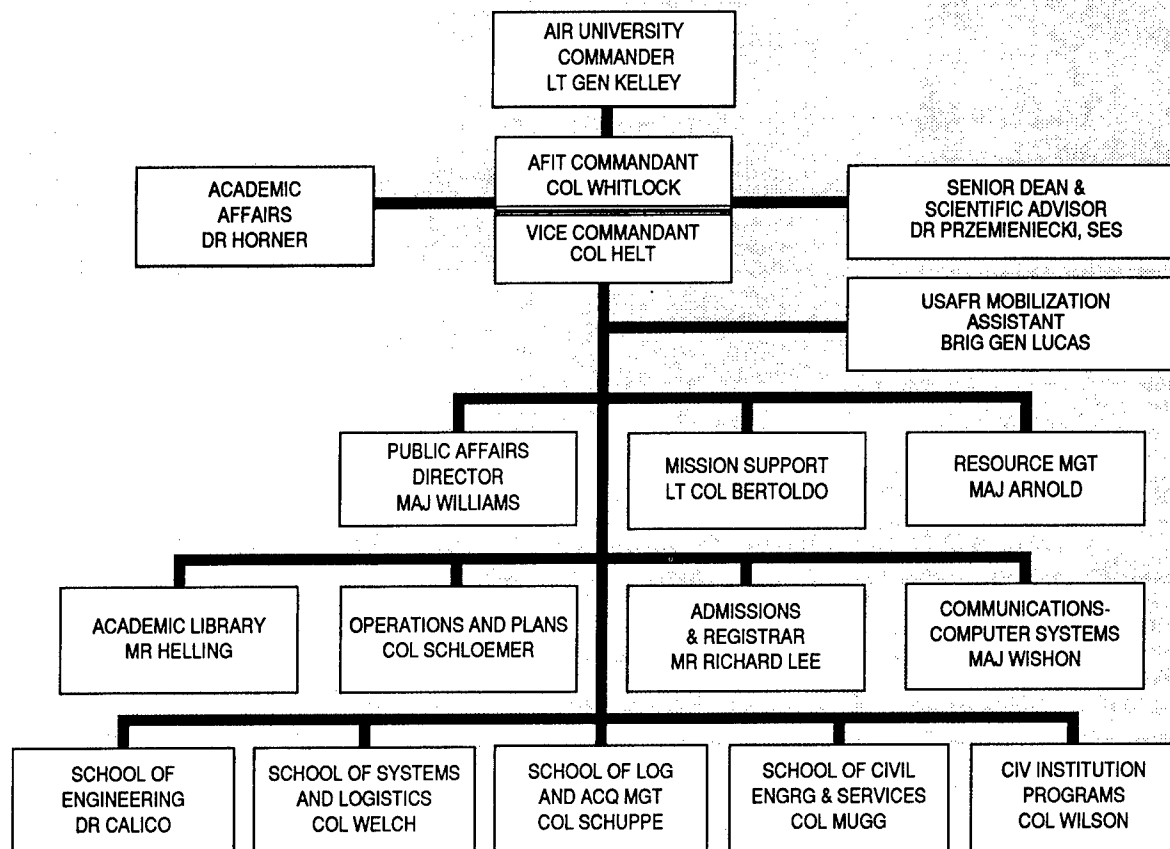 AIR UNIVERSITY
COMMANDER
LT GEN KELLEY
AFIT COMMANDANT
COL WHITLOCK
VICE COMMANDANT
COL HELT
ACADEMIC
AFFAIRS
DR HORNER
SENIOR DEAN &
SCIENTIFIC ADVISOR
DR PRZEMIENIECKI, SES
USAFR MOBILIZATION
ASSISTANT
BRIG GEN LUCAS
PUBLIC AFFAIRS
DIRECTOR
MAJ WILLIAMS
MISSION SUPPORT
LT COL BERTOLDO
RESOURCE MGT
MAJ ARNOLD
ACADEMIC LIBRARY
MR HELLING
OPERATIONS AND PLANS
COL SCHLOEMER
ADMISSIONS
& REGISTRAR
MR RICHARD LEE
COMMUNICATIONS-
COMPUTER SYSTEMS
MAJ WISHON
SCHOOL OF
ENGINEERING
DR CALICO
SCHOOL OF SYSTEMS
AND LOGISTICS
COL WELCH
SCHOOL OF LOG
AND ACQ MGT
COL SCHUPPE
SCHOOL OF CIVIL
ENGRG & SERVICES
COL MUGG
CIV INSTITUTION
PROGRAMS
COL WILSON